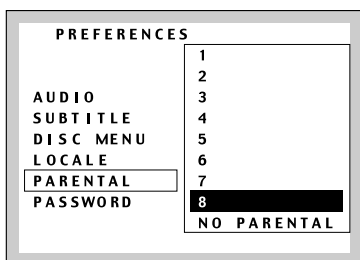 PREFERENCES
AUDIO
SUBTITLE
DISC MENU
LOCALE
PARENTAL
PASSWORD
1
2
3
4
5
6
7
8
NO PARENTAL